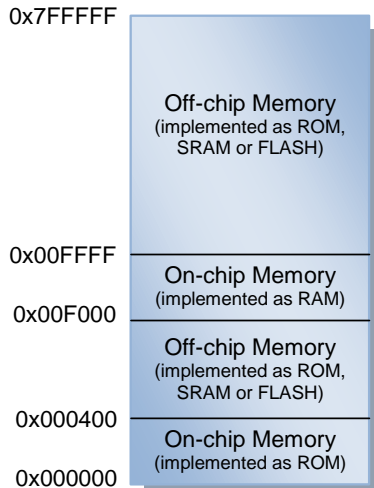 0x7FFFFF
Off-chip Memory
(implemented as ROM,
SRAM or FLASH)
0x00FFFF
On-chip Memory
(implemented as RAM)
0x00F000
Off-chip Memory
(implemented as ROM,
SRAM or FLASH)
0x000400
On-chip Memory
(implemented as ROM)
0x000000